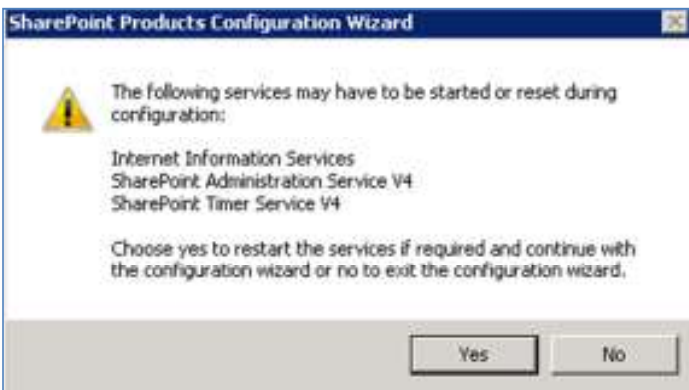 SharePoint Products Configuration Wizard
The following services may have to be started or reset during
configuration:
Internet Information Services
SharePoint Administration Service V4
SharePoint Timer Service V4
Choose yes to restart the services if required and continue with
the configuration wizard or no to exit the configuration wizard.
Yes No